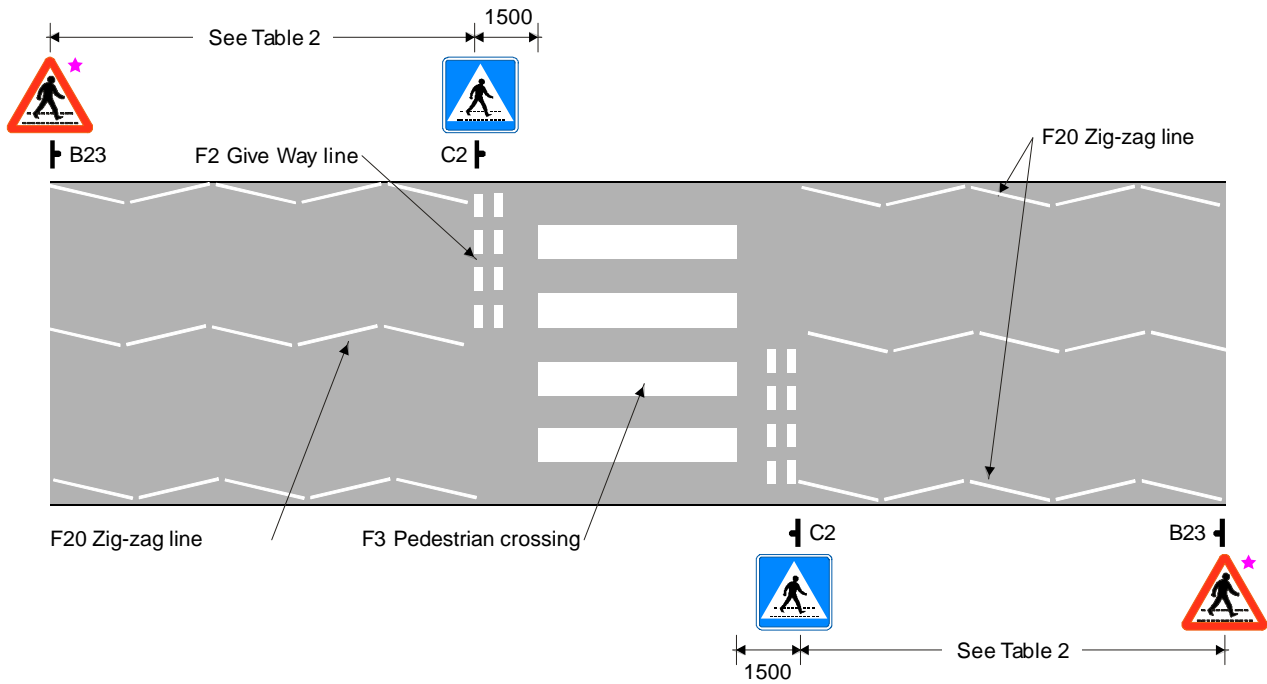 1500
See Table 2
B23
F2 Give Way line
C2
F20 Zig-zag line
F20 Zig-zag line
F3 Pedestrian crossing
C2
B23
See Table 2
1500